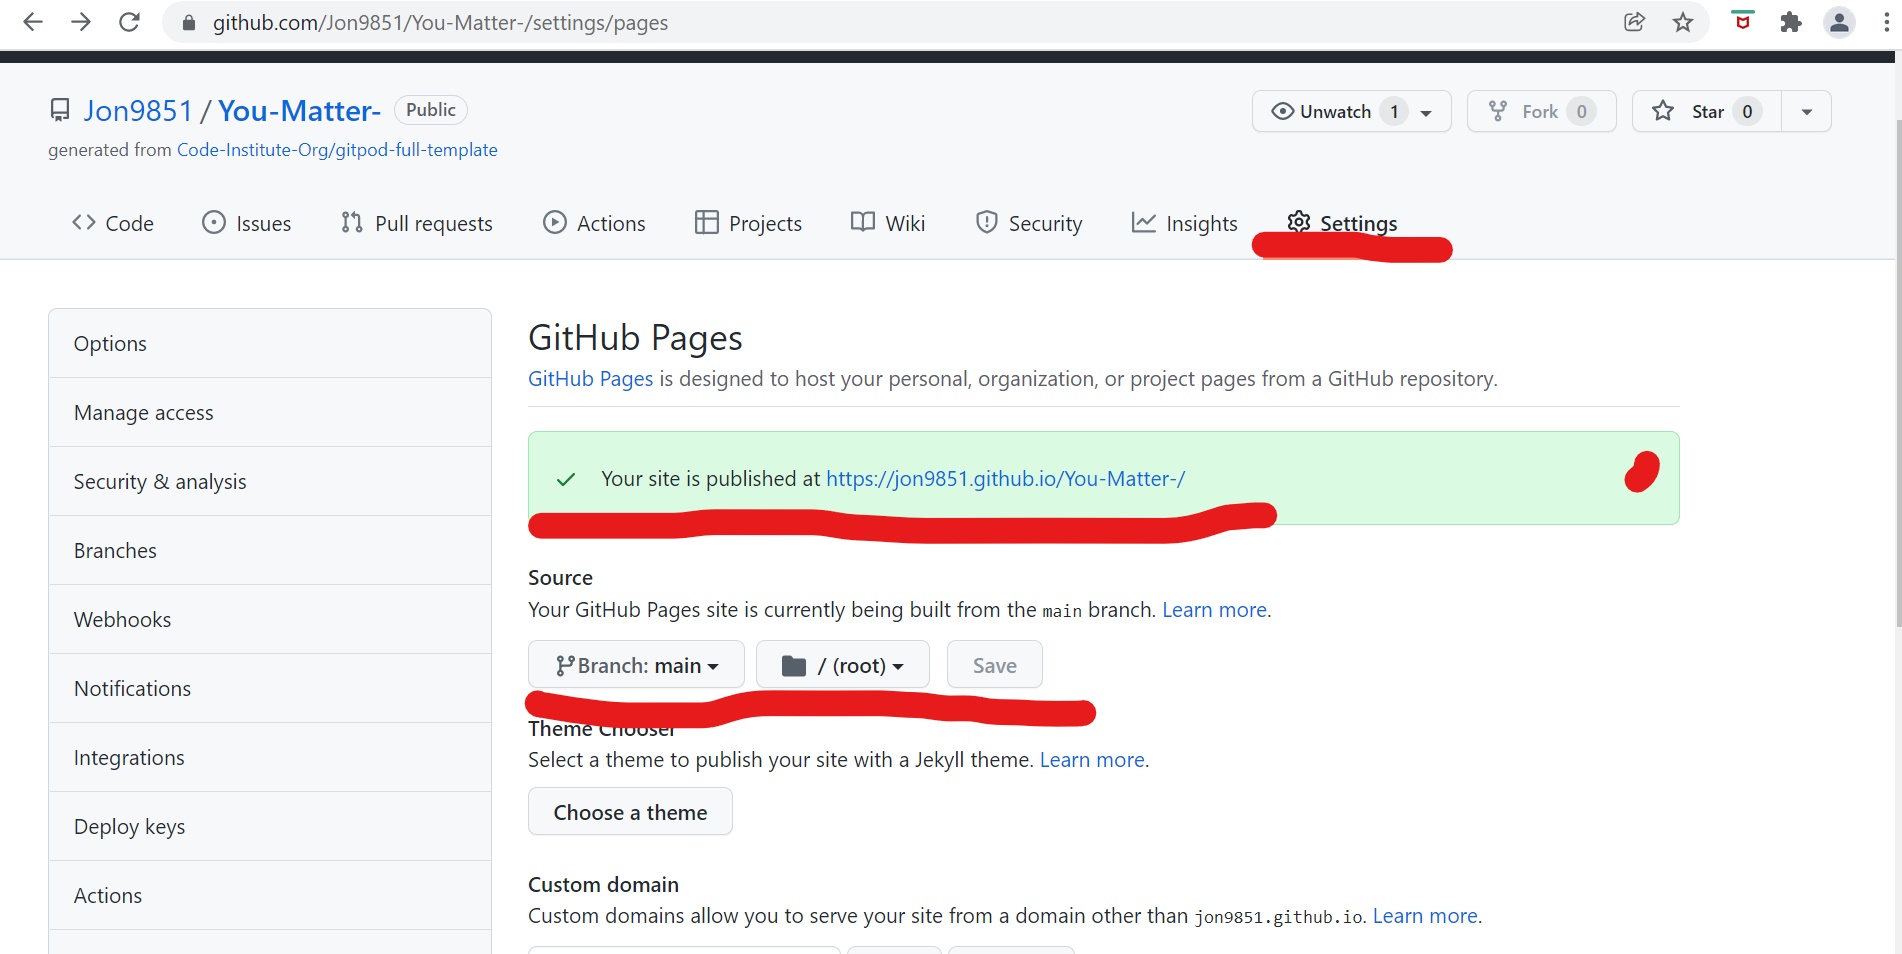 github.com/Jon9851/You-Matter-/settings/pages
Jon9851 / You-Matter- Public
Unwatch 1 Fork 0 Star 0
generated from Code-Institute-Org/gitpod-full-template
Code Issues Pull requests Actions Projects Wiki Security Insights Settings
Options
Manage access
Security & analysis
Branches
Webhooks
Notifications
Integrations
Deploy keys
Actions
GitHub Pages
GitHub Pages is designed to host your personal, organization, or project pages from a GitHub repository.
Your site is published at https://jon9851.github.io/You-Matter-/
Source
Your GitHub Pages site is currently being built from the main branch. Learn more.
Branch: main / (root) Save
Theme Chooser
Select a theme to publish your site with a Jekyll theme. Learn more.
Choose a theme
Custom domain
Custom domains allow you to serve your site from a domain other than jon9851.github.io. Learn more.